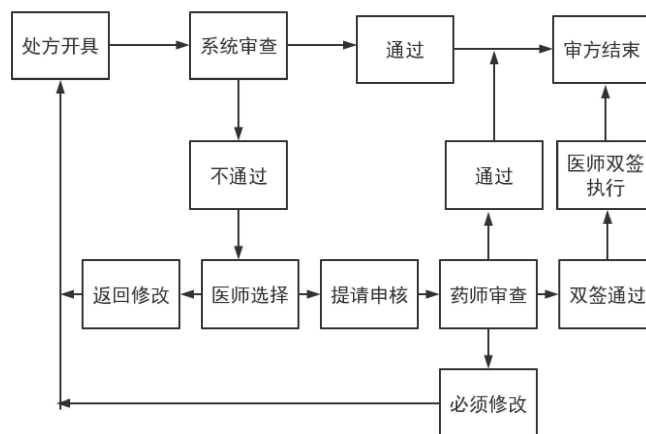 处方开具
系统审查
通过
审方结束
不通过
通过
医师双签
执行
返回修改
医师选择
提请申核
药师审查
双签通过
必须修改